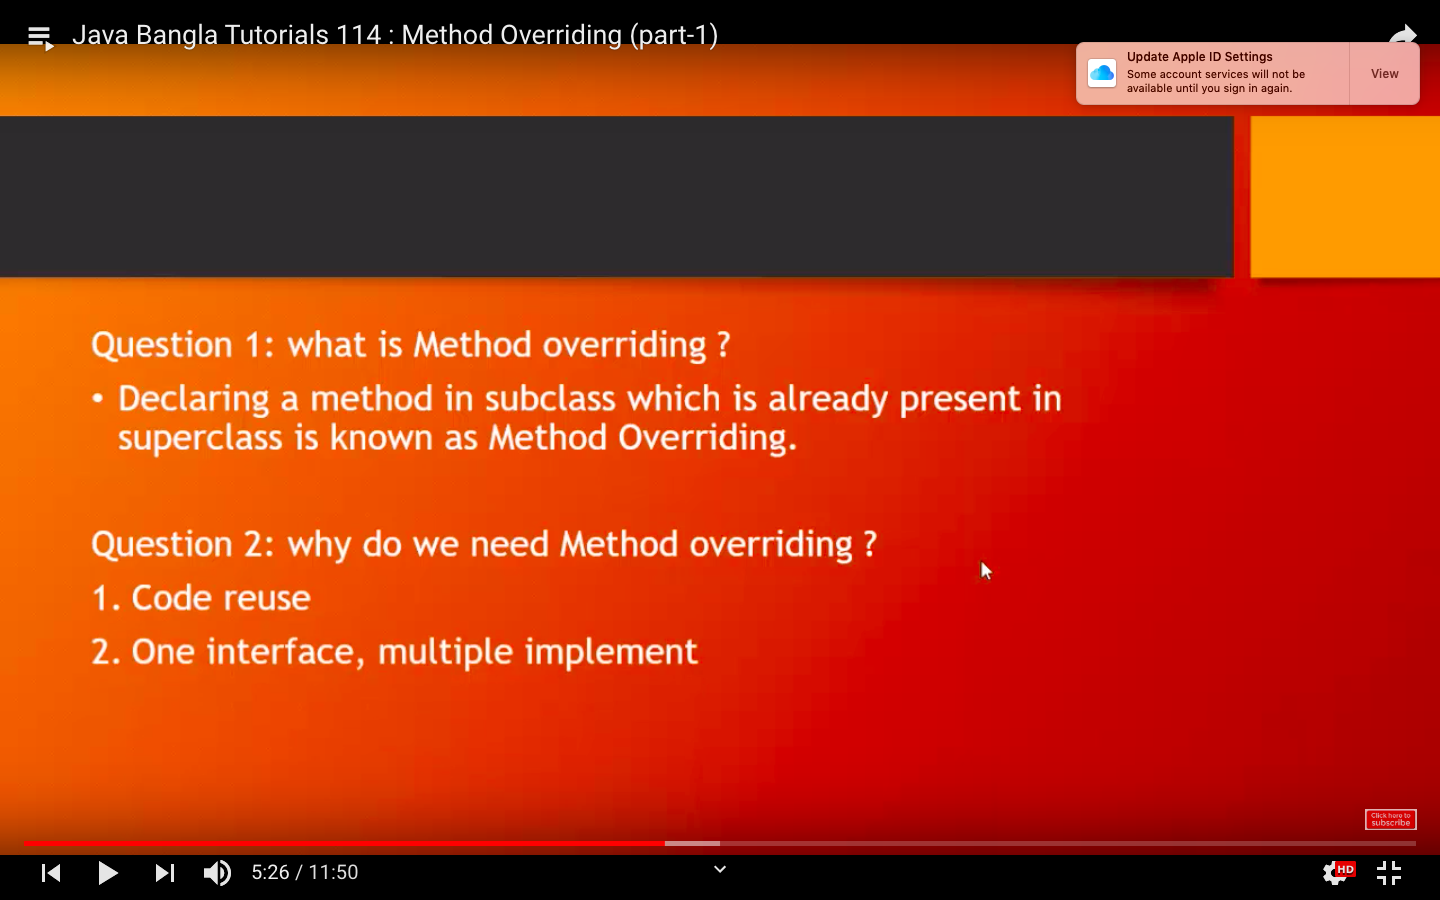 Java Bangla Tutorials 114 : Method Overriding (part-1)
Update Apple ID Settings
Some account services will not be
available until you sign in again.
View
Question 1: what is Method overriding ?
• Declaring a method in subclass which is already present in
superclass is known as Method Overriding.
Question 2: why do we need Method overriding ?
1. Code reuse
2. One interface, multiple implement
Click here to
subscribe
5:26 / 11:50
HD